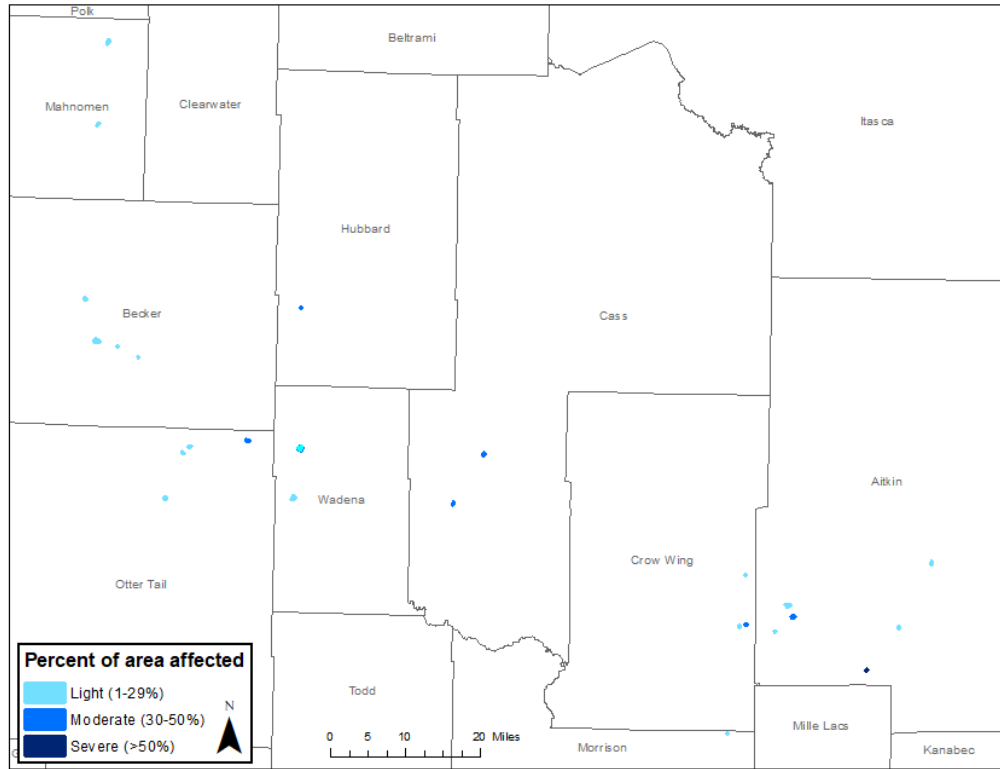 Polk
Beltrami
Mahnomen
Clearwater
Itasca
Hubbard
Becker
Cass
Wadena
Aitkin
Crow Wing
Otter Tail
Percent of area affected
Light (1-29%)
Moderate (30-50%)
Severe (>50%)
N
Todd
0 5 10 20 Miles
Mille Lacs
Morrison
Kanabec